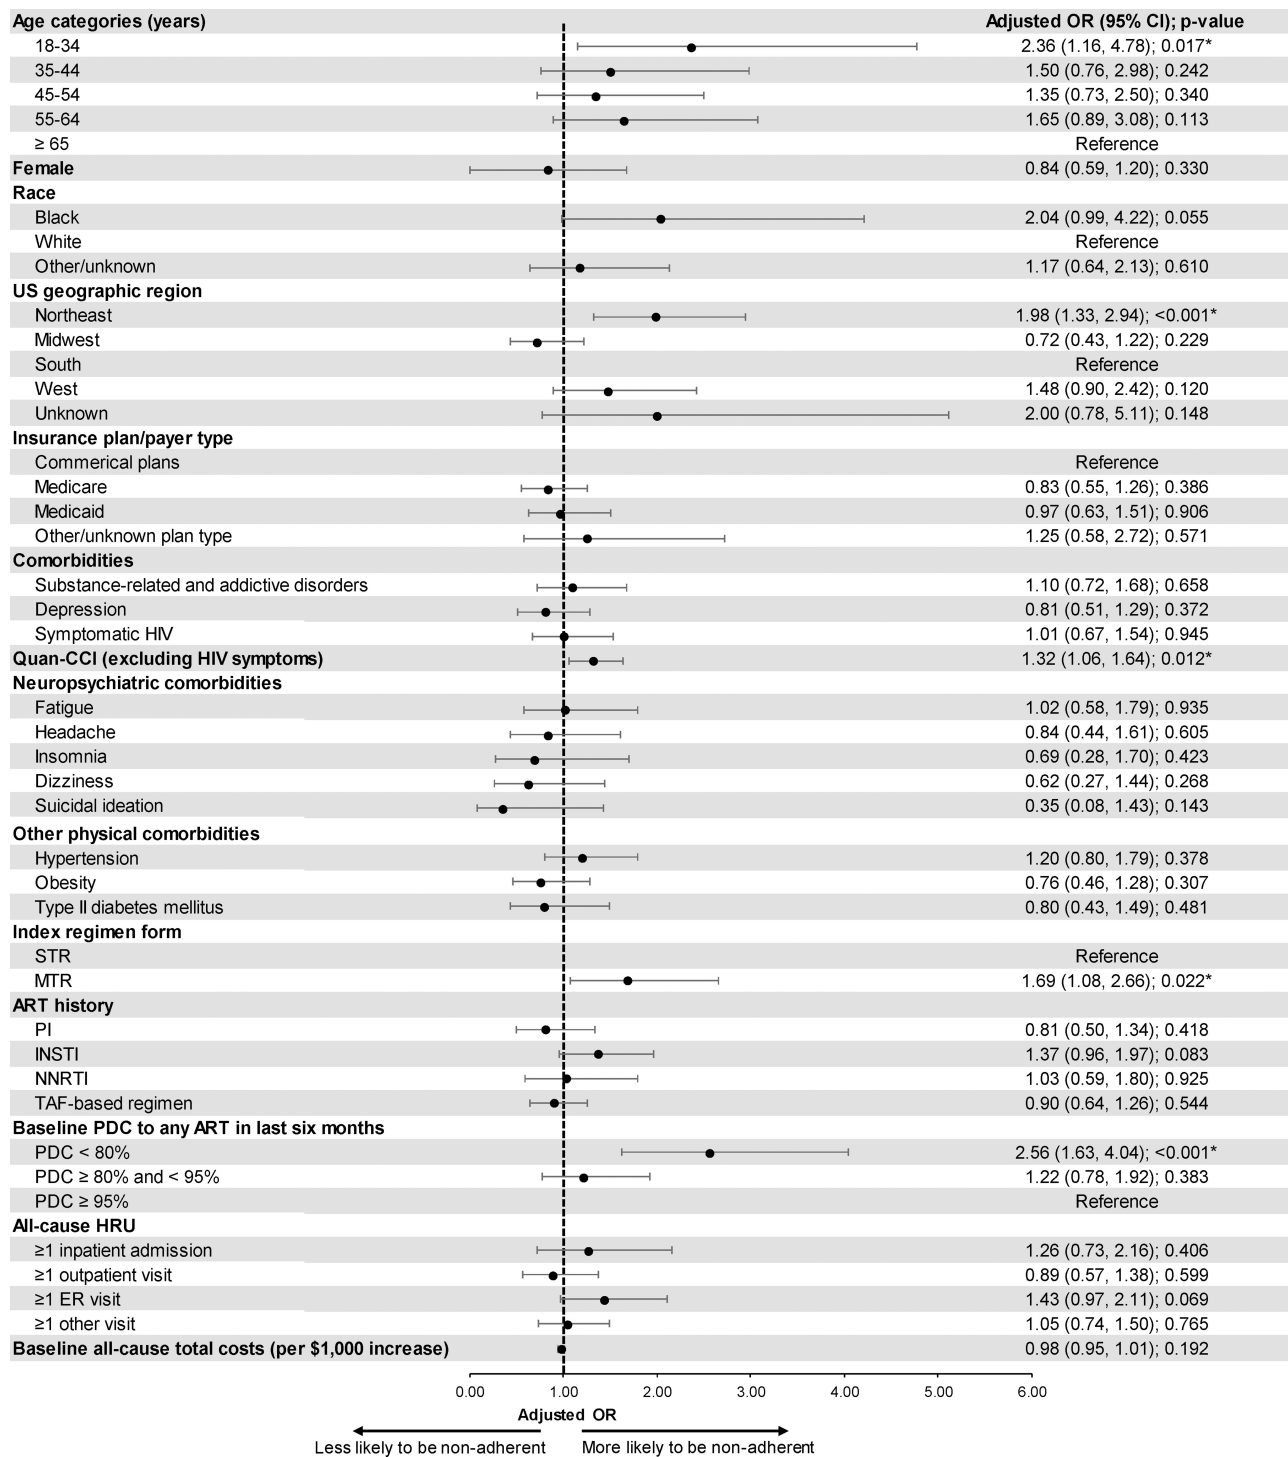 Age categories (years) Adjusted OR (95% CI); p-value
18-34 2.36 (1.16, 4.78); 0.017*
35-44 1.50 (0.76, 2.98); 0.242
45-54 1.35 (0.73, 2.50); 0.340
55-64 1.65 (0.89, 3.08); 0.113
≥ 65 Reference
Female 0.84 (0.59, 1.20); 0.330
Race
Black 2.04 (0.99, 4.22); 0.055
White Reference
Other/unknown 1.17 (0.64, 2.13); 0.610
US geographic region
Northeast 1.98 (1.33, 2.94); <0.001*
Midwest 0.72 (0.43, 1.22); 0.229
South Reference
West 1.48 (0.90, 2.42); 0.120
Unknown 2.00 (0.78, 5.11); 0.148
Insurance plan/payer type
Commerical plans Reference
Medicare 0.83 (0.55, 1.26); 0.386
Medicaid 0.97 (0.63, 1.51); 0.906
Other/unknown plan type 1.25 (0.58, 2.72); 0.571
Comorbidities
Substance-related and addictive disorders 1.10 (0.72, 1.68); 0.658
Depression 0.81 (0.51, 1.29); 0.372
Symptomatic HIV 1.01 (0.67, 1.54); 0.945
Quan-CCI (excluding HIV symptoms) 1.32 (1.06, 1.64); 0.012*
Neuropsychiatric comorbidities
Fatigue 1.02 (0.58, 1.79); 0.935
Headache 0.84 (0.44, 1.61); 0.605
Insomnia 0.69 (0.28, 1.70); 0.423
Dizziness 0.62 (0.27, 1.44); 0.268
Suicidal ideation 0.35 (0.08, 1.43); 0.143
Other physical comorbidities
Hypertension 1.20 (0.80, 1.79); 0.378
Obesity 0.76 (0.46, 1.28); 0.307
Type II diabetes mellitus 0.80 (0.43, 1.49); 0.481
Index regimen form
STR Reference
MTR 1.69 (1.08, 2.66); 0.022*
ART history
PI 0.81 (0.50, 1.34); 0.418
INSTI 1.37 (0.96, 1.97); 0.083
NNRTI 1.03 (0.59, 1.80); 0.925
TAF-based regimen 0.90 (0.64, 1.26); 0.544
Baseline PDC to any ART in last six months
PDC < 80% 2.56 (1.63, 4.04); <0.001*
PDC ≥ 80% and < 95% 1.22 (0.78, 1.92); 0.383
PDC ≥ 95% Reference
All-cause HRU
≥1 inpatient admission 1.26 (0.73, 2.16); 0.406
≥1 outpatient visit 0.89 (0.57, 1.38); 0.599
≥1 ER visit 1.43 (0.97, 2.11); 0.069
≥1 other visit 1.05 (0.74, 1.50); 0.765
Baseline all-cause total costs (per $1,000 increase) 0.98 (0.95, 1.01); 0.192
0.00 1.00 2.00 3.00 4.00 5.00 6.00
Adjusted OR
Less likely to be non-adherent More likely to be non-adherent